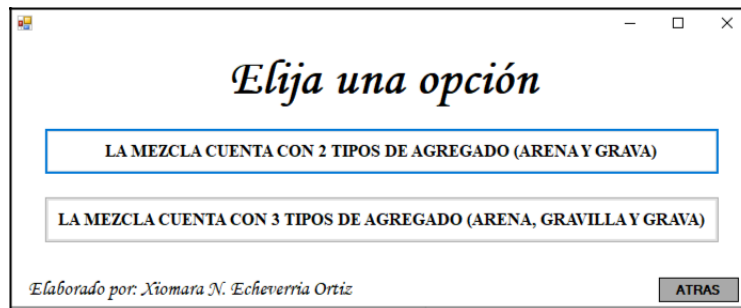 Elija una opción
LA MEZCLA CUENTA CON 2 TIPOS DE AGREGADO (ARENA Y GRAVA)
LA MEZCLA CUENTA CON 3 TIPOS DE AGREGADO (ARENA, GRAVILLA Y GRAVA)
Elaborado por: Xiomara N. Echeverria Ortiz
ATRAS